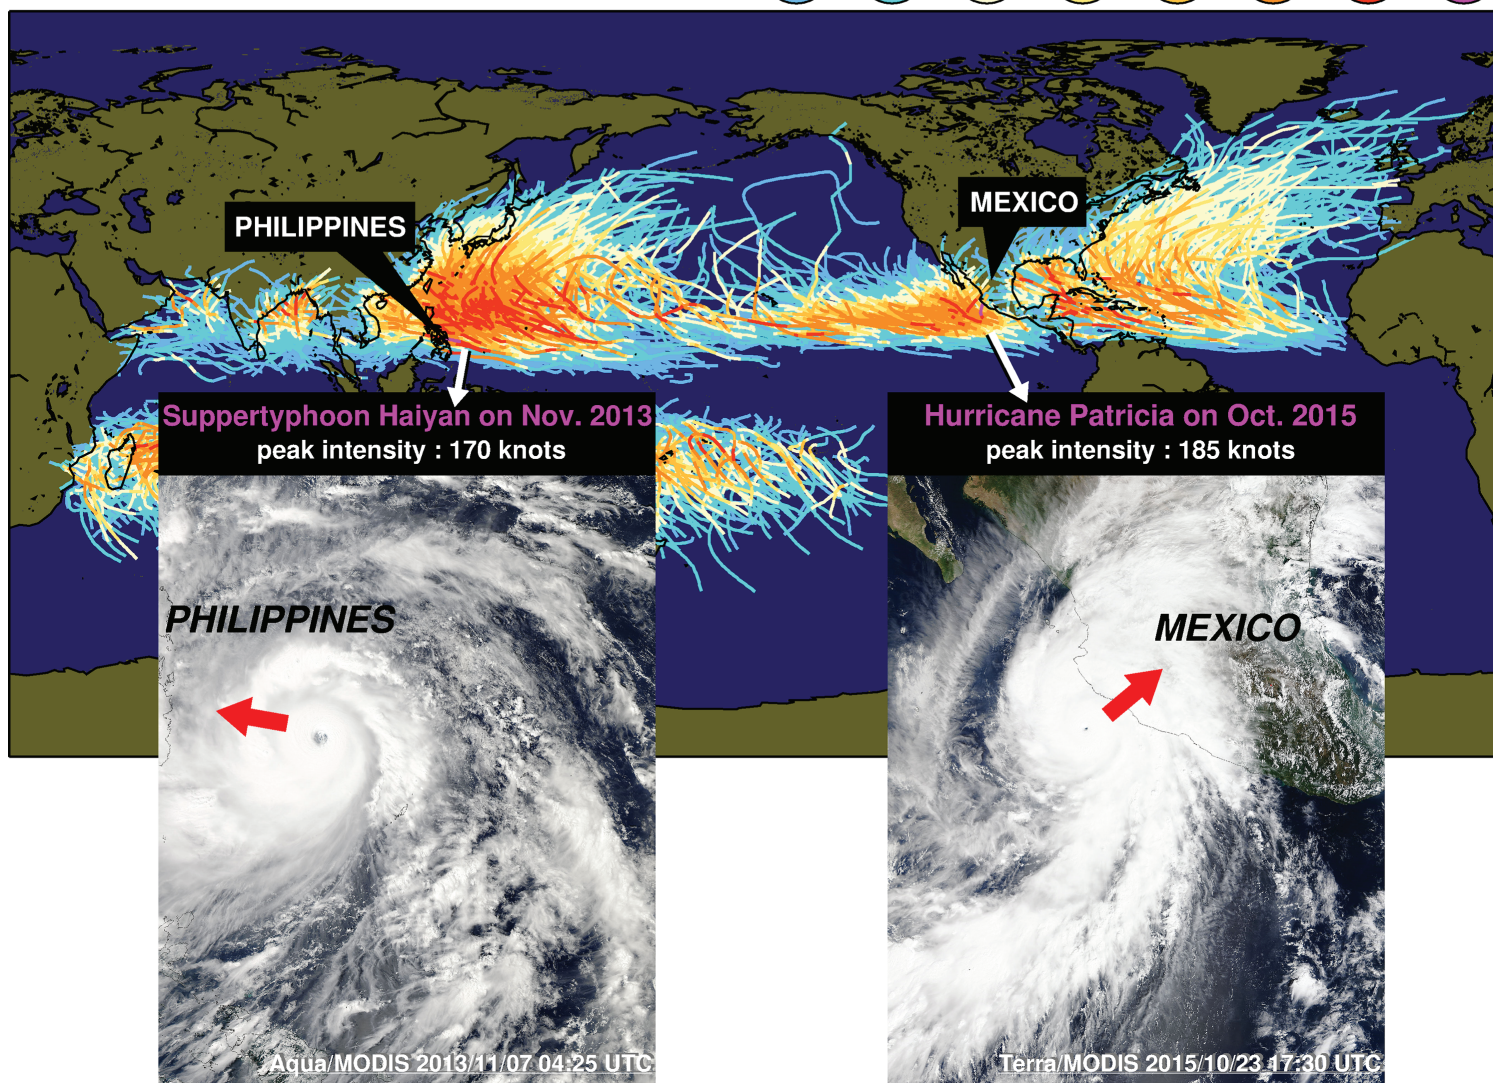 PHILIPPINES
MEXICO
Suppertyphoon Haiyan on Nov. 2013
peak intensity : 170 knots
Hurricane Patricia on Oct. 2015
peak intensity : 185 knots
PHILIPPINES
MEXICO
Aqua/MODIS 2013/11/07 04:25 UTC
Terra/MODIS 2015/10/23 17:30 UTC